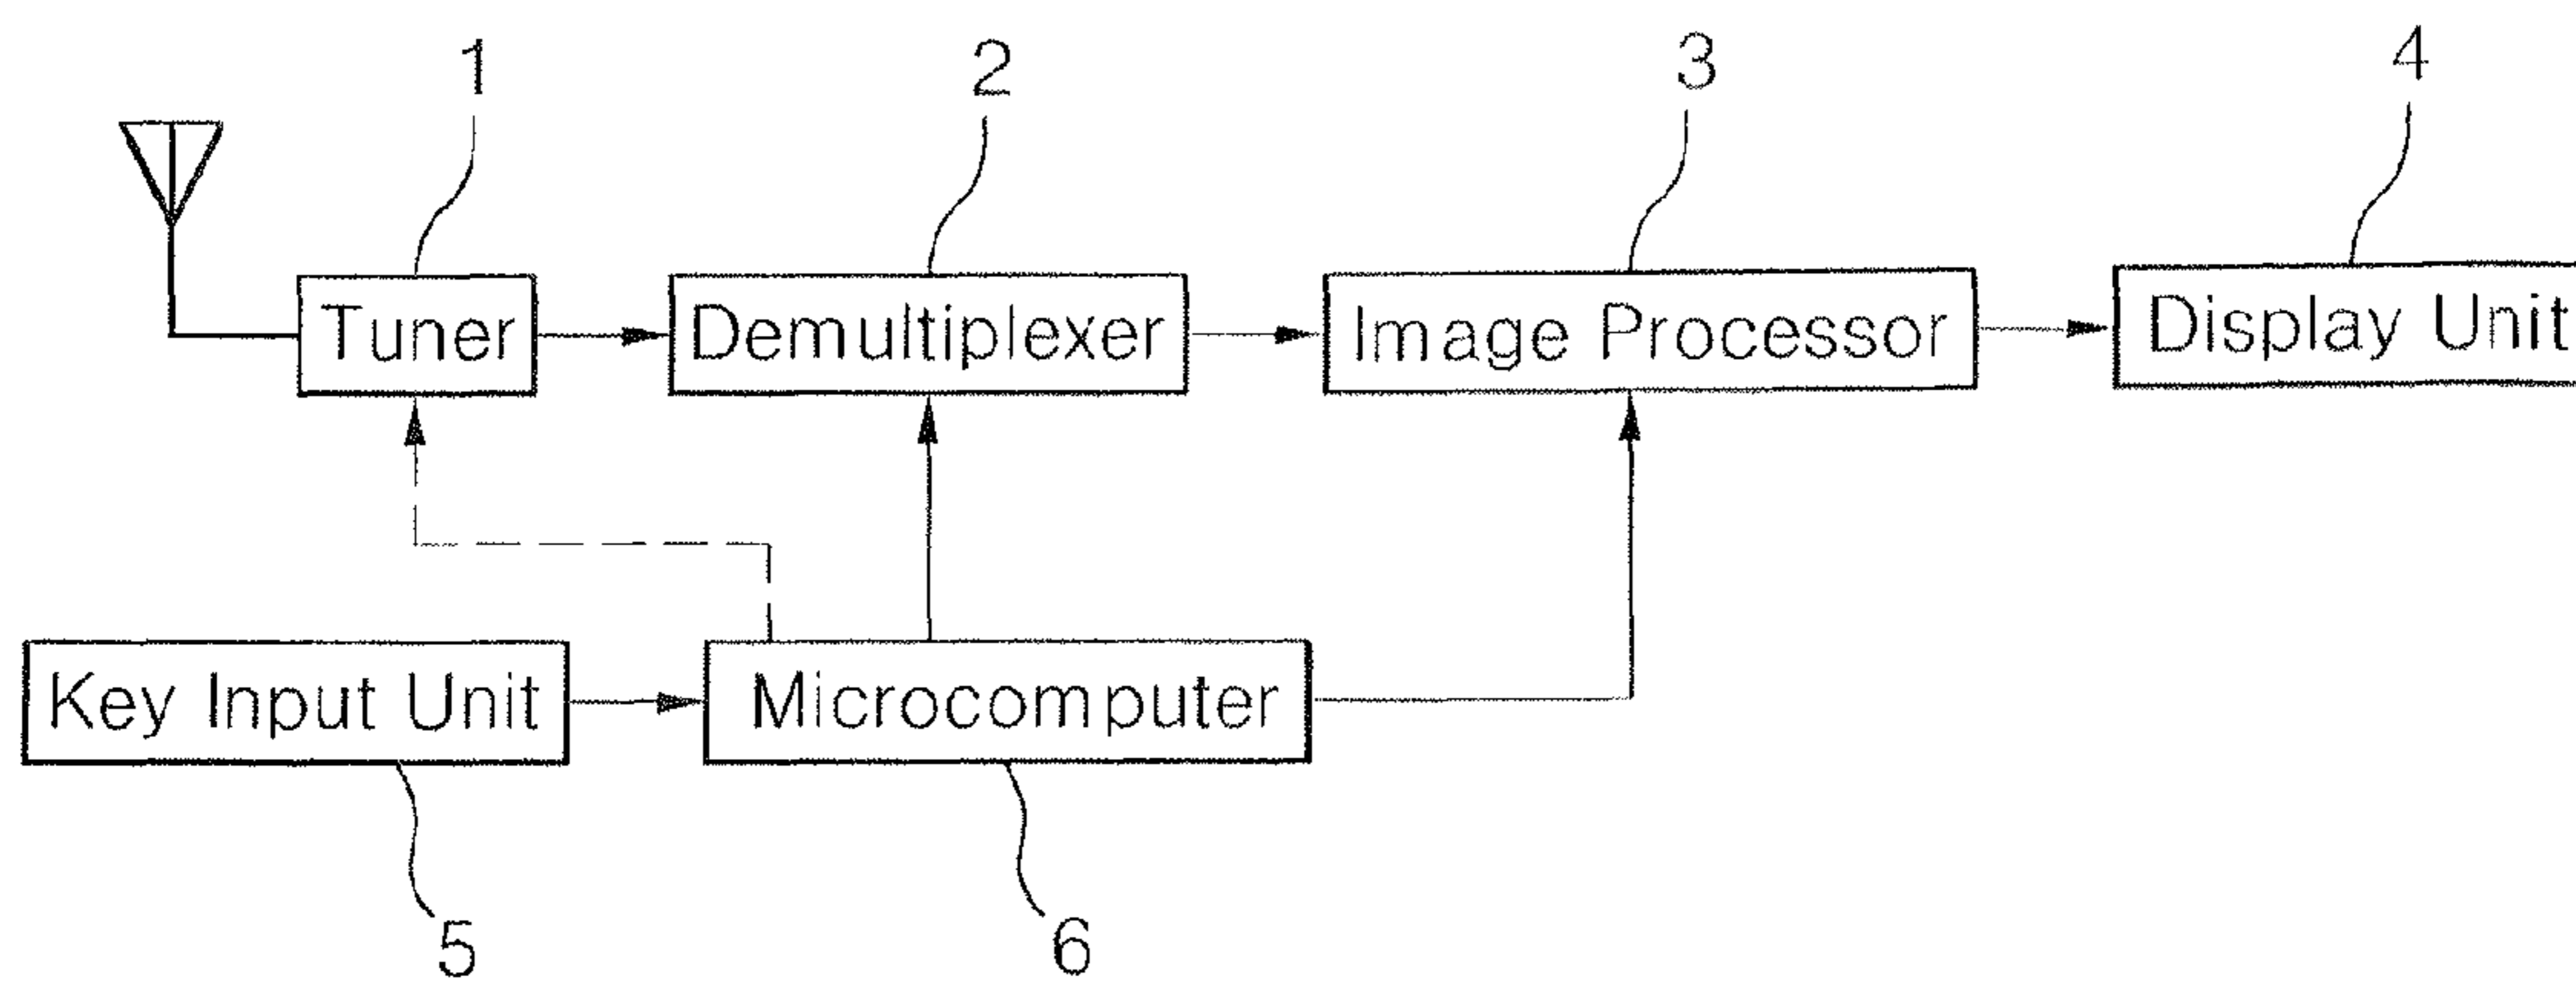 1
2
3
4
Tuner
Demultiplexer
Image Processor
Display Unit
Key Input Unit
Microcomputer
5
6